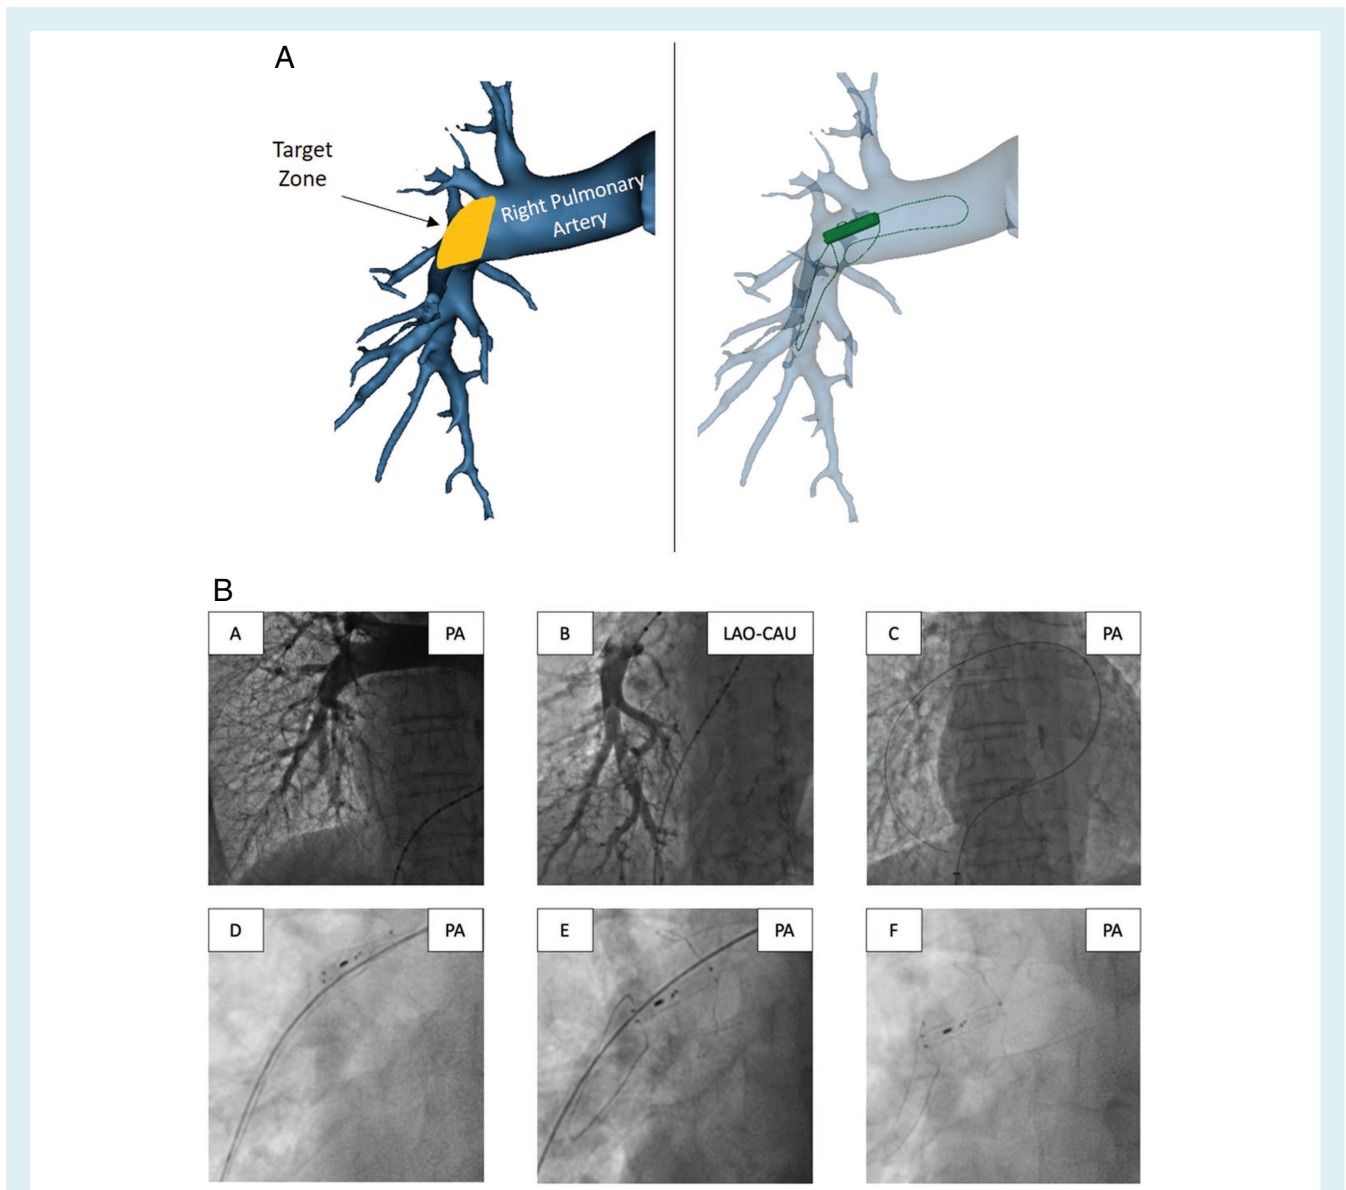 A
Target
Zone
Right Pulmonary
Artery
B
A
PA
B
LAO-CAU
C
PA
D
PA
E
PA
F
PA